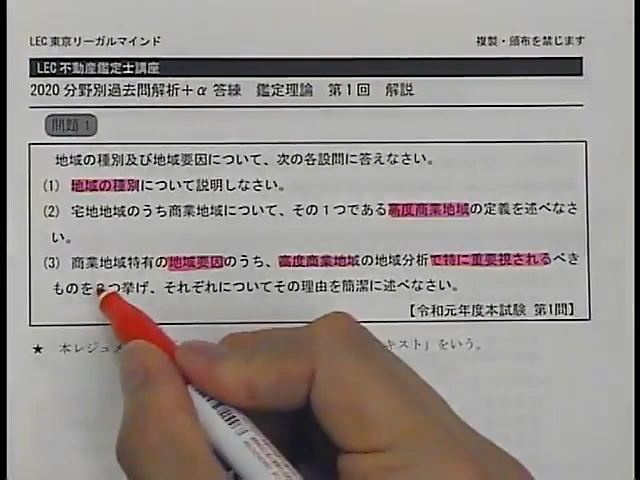 LEC東京リーガルマインド 複製・頒布を禁じます
LEC不動産鑑定士講座
2020 分野別過去問解析+α 答練 鑑定理論 第1回 解説
問題1
地域の種別及び地域要因について、次の各設問に答えなさい。
(1) 地域の種別について説明しなさい。
(2) 宅地地域のうち商業地域について、その1つである高度商業地域の定義を述べなさ
い。
(3) 商業地域特有の地域要因のうち、高度商業地域の地域分析で特に重要視されるべき
ものを つ挙げ、それぞれについてその理由を簡潔に述べなさい。
【令和元年度本試験 第1問】
★ 本レジュメ キスト」をいう。